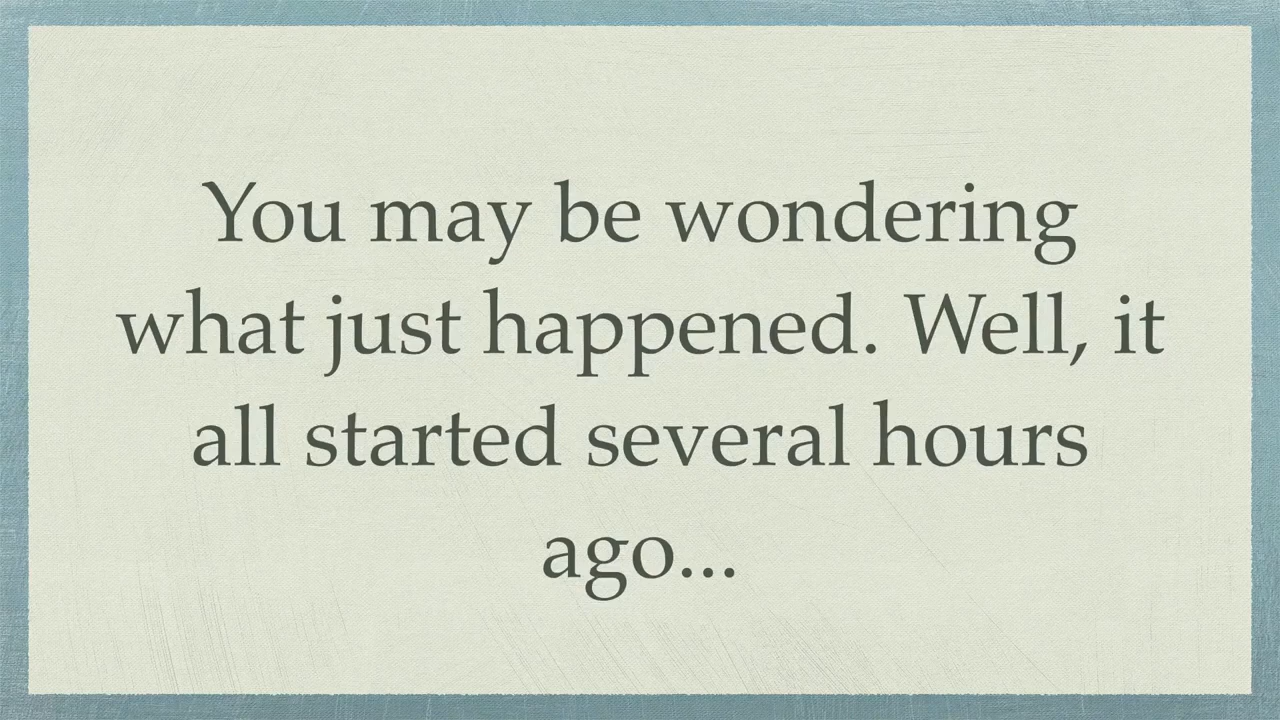 You may be wondering
what just happened. Well, it
all started several hours
ago...